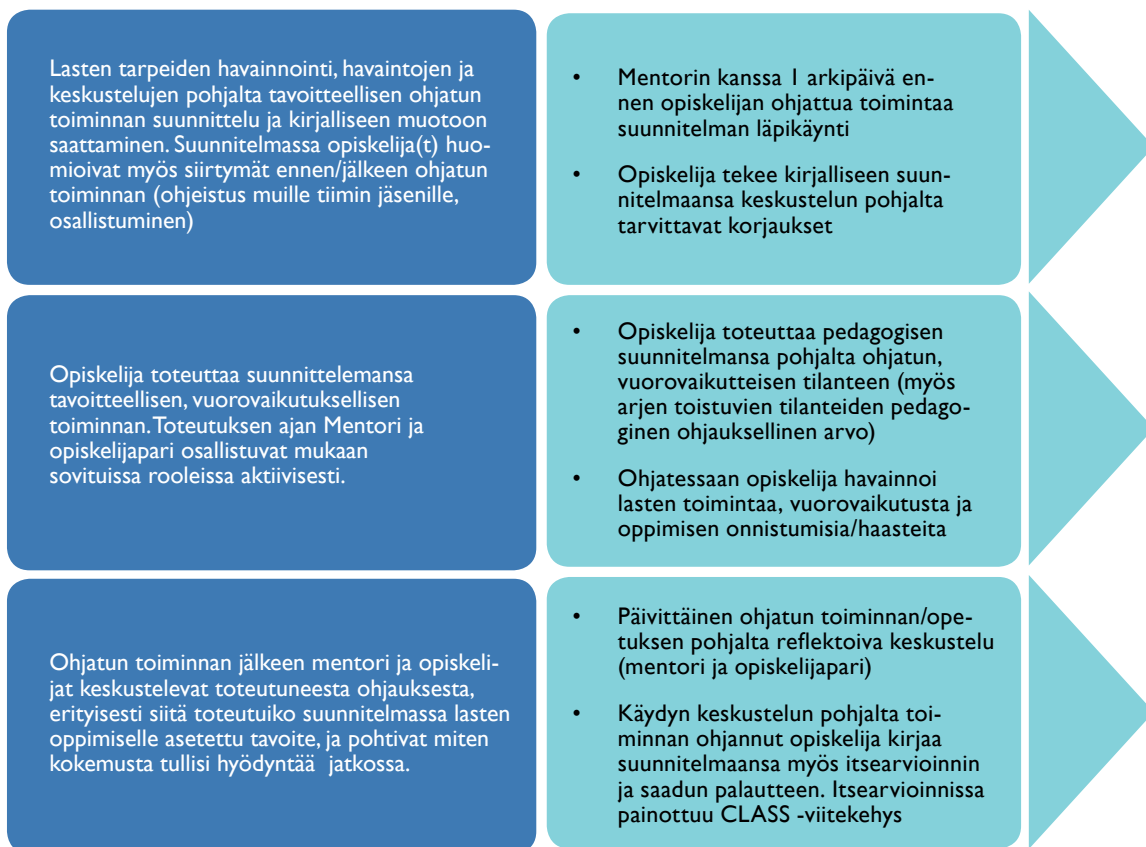 Lasten tarpeiden havainnointi, havaintojen ja
keskustelujen pohjalta tavoitteellisen ohjatun
toiminnan suunnittelu ja kirjalliseen muotoon
saattaminen. Suunnitelmassa opiskelija(t) huo-
mioivat myös siirtymät ennen/jälkeen ohjatun
toiminnan (ohjeistus muille tiimin jäsenille,
osallistuminen)
• Mentorin kanssa 1 arkipäivä en-
nen opiskelijan ohjattua toimintaa
suunnitelman läpikäynti
• Opiskelija tekee kirjalliseen suun-
nitelmaansa keskustelun pohjalta
tarvittavat korjaukset
Opiskelija toteuttaa suunnittelemansa
tavoitteellisen, vuorovaikutuksellisen
toiminnan. Toteutuksen ajan Mentori ja
opiskelijapari osallistuvat mukaan
sovituissa rooleissa aktiivisesti.
• Opiskelija toteuttaa pedagogisen
suunnitelmansa pohjalta ohjatun,
vuorovaikutteisen tilanteen (myös
arjen toistuvien tilanteiden pedago-
ginen ohjauksellinen arvo)
• Ohjatessaan opiskelija havainnoi
lasten toimintaa, vuorovaikutusta ja
oppimisen onnistumisia/haasteita
Ohjatun toiminnan jälkeen mentori ja opiskeli-
jat keskustelevat toteutuneesta ohjauksesta,
erityisesti siitä toteutuiko suunnitelmassa lasten
oppimiselle asetettu tavoite, ja pohtivat miten
kokemusta tullisi hyödyntää jatkossa.
• Päivittäinen ohjatun toiminnan/ope-
tuksen pohjalta reflektoiva keskustelu
(mentori ja opiskelijapari)
• Käydyn keskustelun pohjalta toi-
minnan ohjannut opiskelija kirjaa
suunnitelmaansa myös itsearvioinnin
ja saadun palautteen. Itsearvioinnissa
painottuu CLASS -viitekehys